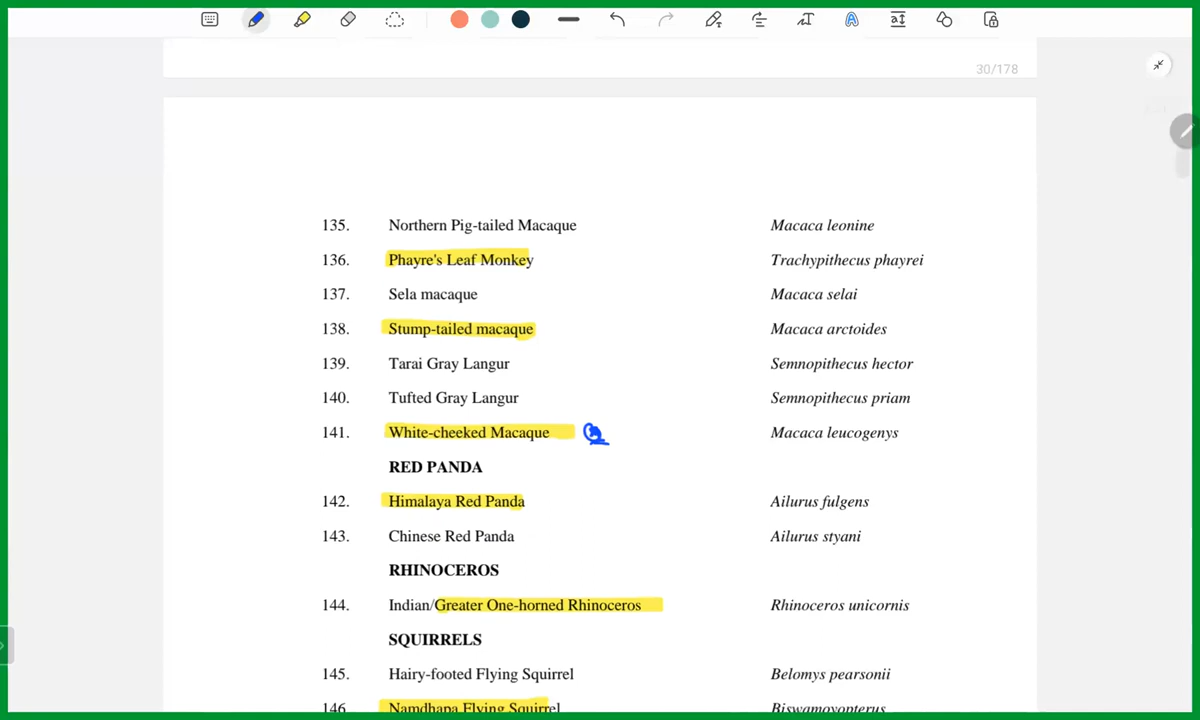 30/178
135. Northern Pig-tailed Macaque Macaca leonine
136. Phayre's Leaf Monkey Trachypithecus phayrei
137. Sela macaque Macaca selai
138. Stump-tailed macaque Macaca arctoides
139. Tarai Gray Langur Semnopithecus hector
140. Tufted Gray Langur Semnopithecus priam
141. White-cheeked Macaque Macaca leucogenys
RED PANDA
142. Himalaya Red Panda Ailurus fulgens
143. Chinese Red Panda Ailurus styani
RHINOCEROS
144. Indian/Greater One-horned Rhinoceros Rhinoceros unicornis
SQUIRRELS
145. Hairy-footed Flying Squirrel Belomys pearsonii
146. Namdhapa Flying Squirrel Biswamoyopterus